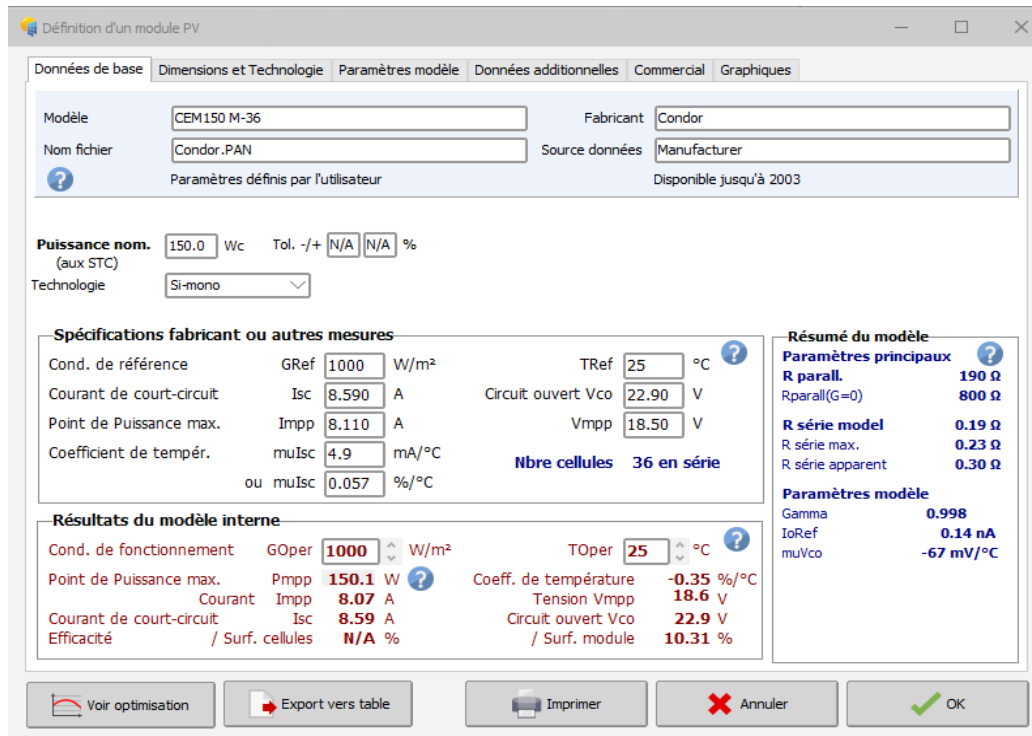 Définition d'un module PV
Données de base Dimensions et Technologie Paramètres modèle Données additionnelles Commercial Graphiques
Modèle CEM150 M-36 Fabricant Condor
Nom fichier Condor.PAN Source données Manufacturer
? Paramètres définis par l'utilisateur Disponible jusqu'à 2003
Puissance nom. 150.0 Wc Tol. -/+ N/A N/A %
(aux STC)
Technologie Si-mono
Spécifications fabricant ou autres mesures
Cond. de référence GRef 1000 W/m² TRef 25 °C ?
Courant de court-circuit Isc 8.590 A Circuit ouvert Vco 22.90 V
Point de Puissance max. Impp 8.110 A Vmpp 18.50 V
Coefficient de tempér. muIsc 4.9 mA/°C Nbre cellules 36 en série
ou muIsc 0.057 %/°C
Résultats du modèle interne
Cond. de fonctionnement GOper 1000 W/m² TOper 25 °C ?
Point de Puissance max. Pmpp 150.1 W ? Coeff. de température -0.35 %/°C
Courant Impp 8.07 A Tension Vmpp 18.6 V
Courant de court-circuit Isc 8.59 A Circuit ouvert Vco 22.9 V
Efficacité / Surf. cellules N/A % / Surf. module 10.31 %
Résumé du modèle
Paramètres principaux ?
R parall. 190 Ω
Rparall(G=0) 800 Ω
R série model 0.19 Ω
R série max. 0.23 Ω
R série apparent 0.30 Ω
Paramètres modèle
Gamma 0.998
IoRef 0.14 nA
muVco -67 mV/°C
Voir optimisation Export vers table Imprimer Annuler OK